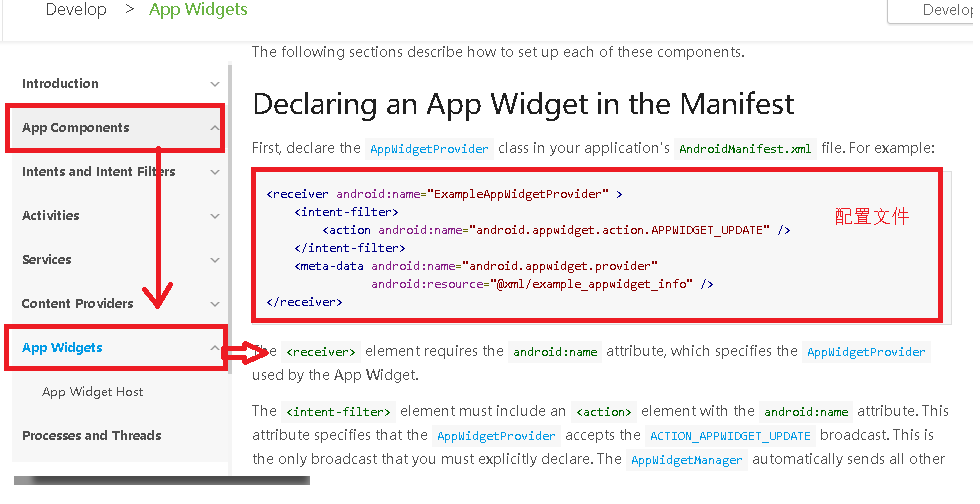 Develop > App Widgets
Develop
The following sections describe how to set up each of these components.
Introduction
App Components
Intents and Intent Filters
Activities
Services
Content Providers
App Widgets
App Widget Host
Processes and Threads
Declaring an App Widget in the Manifest
First, declare the AppWidgetProvider class in your application's AndroidManifest.xml file. For example:
<receiver android:name="ExampleAppWidgetProvider" >
    <intent-filter>
        <action android:name="android.appwidget.action.APPWIDGET_UPDATE" />
    </intent-filter>
    <meta-data android:name="android.appwidget.provider"
               android:resource="@xml/example_appwidget_info" />
</receiver>
配置文件
The <receiver> element requires the android:name attribute, which specifies the AppWidgetProvider
used by the App Widget.
The <intent-filter> element must include an <action> element with the android:name attribute. This
attribute specifies that the AppWidgetProvider accepts the ACTION_APPWIDGET_UPDATE broadcast. This is
the only broadcast that you must explicitly declare. The AppWidgetManager automatically sends all other